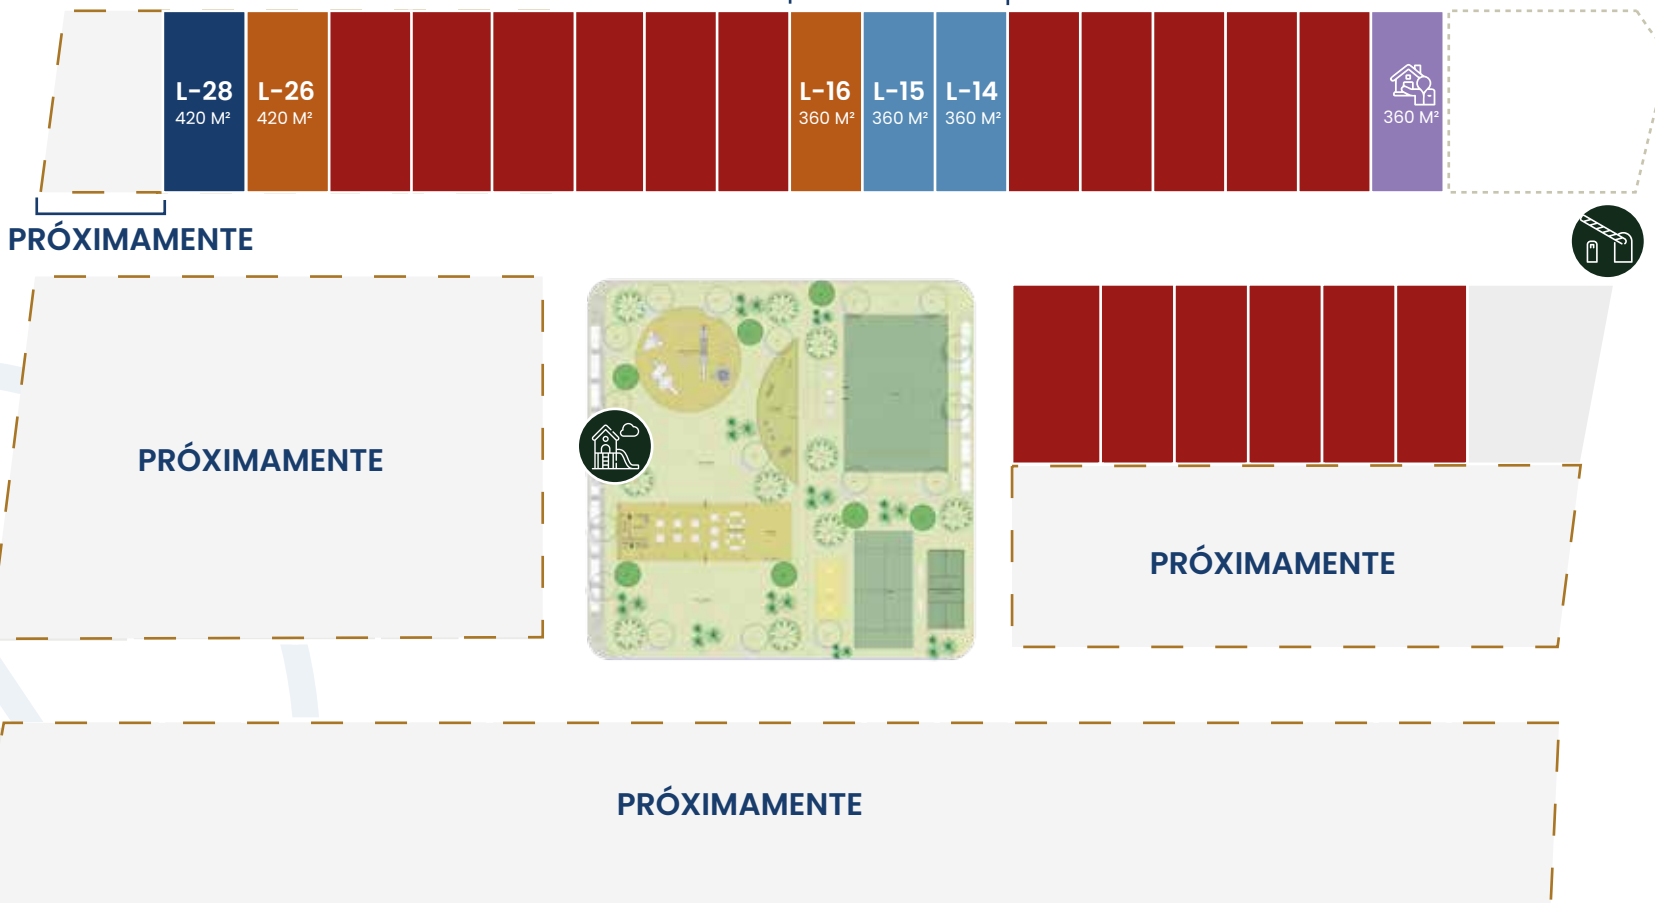 L-28
420 M²
L-26
420 M²
L-16
360 M²
L-15
360 M²
L-14
360 M²
360 M²
PRÓXIMAMENTE
PRÓXIMAMENTE
PRÓXIMAMENTE
PRÓXIMAMENTE